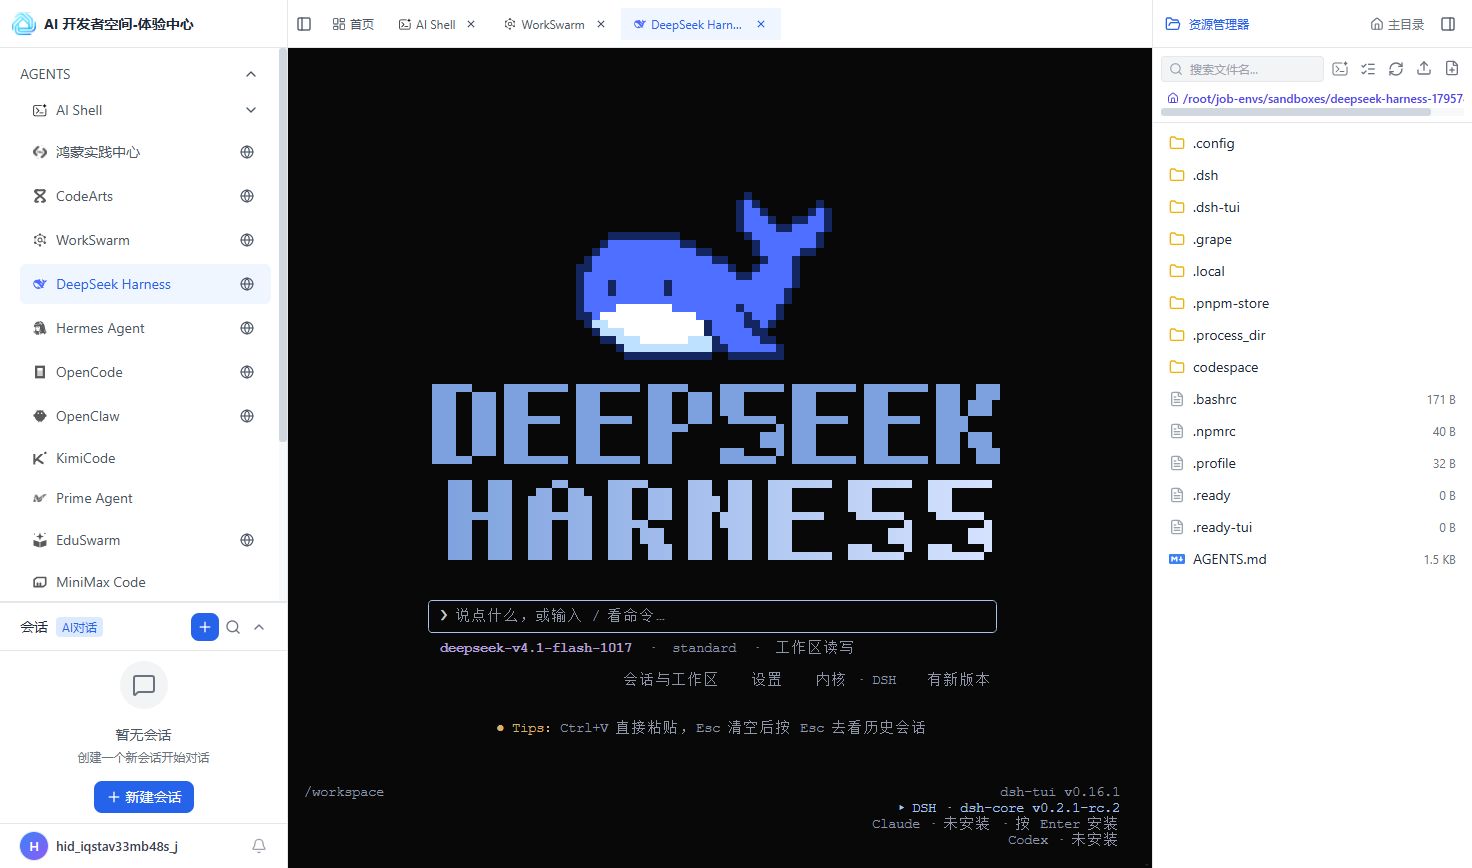 AI 开发者空间-体验中心
AGENTS
AI Shell
鸿蒙实践中心
CodeArts
WorkSwarm
DeepSeek Harness
Hermes Agent
OpenCode
OpenClaw
KimiCode
Prime Agent
EduSwarm
MiniMax Code
会话 AI对话
暂无会话
创建一个新会话开始对话
新建会话
H hid_iqstav33mb48s_j
首页 AI Shell WorkSwarm DeepSeek Harn...
DEEPSEEK
HARNESS
❯ 说点什么，或输入 / 看命令…
deepseek-v4.1-flash-1017 · standard · 工作区读写
会话与工作区 设置 内核 · DSH 有新版本
● Tips: Ctrl+V 直接粘贴，Esc 清空后按 Esc 去看历史会话
/workspace
dsh-tui v0.16.1
▸ DSH · dsh-core v0.2.1-rc.2
Claude · 未安装 · 按 Enter 安装
Codex · 未安装
资源管理器 主目录
搜索文件名...
/root/job-envs/sandboxes/deepseek-harness-17957
.config
.dsh
.dsh-tui
.grape
.local
.pnpm-store
.process_dir
codespace
.bashrc 171 B
.npmrc 40 B
.profile 32 B
.ready 0 B
.ready-tui 0 B
AGENTS.md 1.5 KB